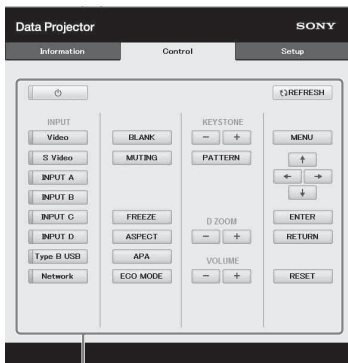 Data Projector SONY
Information Control Setup
⏻ REFRESH
INPUT KEYSTONE
Video BLANK − + MENU
S Video MUTING PATTERN ↑
INPUT A ← →
INPUT B ↓
INPUT C FREEZE D ZOOM ENTER
INPUT D ASPECT − + RETURN
Type B USB APA VOLUME
Network ECO MODE − + RESET